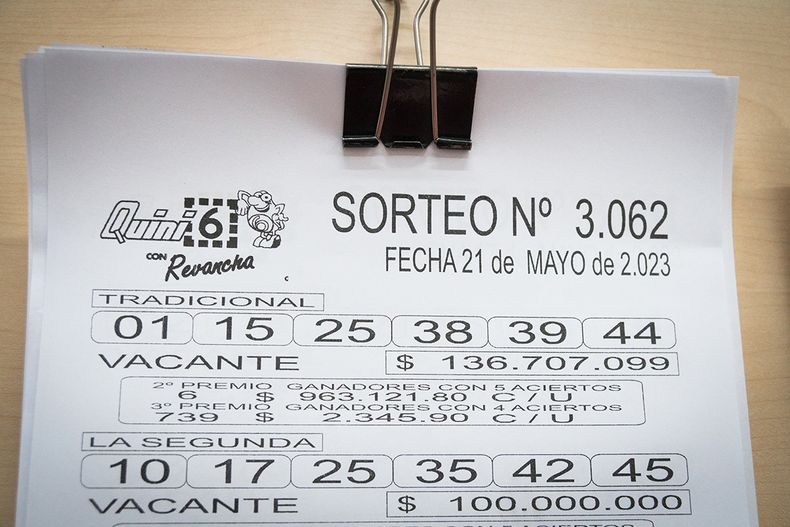 Quini 6
CON Revancha
SORTEO Nº 3.062
FECHA 21 de MAYO de 2.023
TRADICIONAL
01 15 25 38 39 44
VACANTE $ 136.707.099
2º PREMIO GANADORES CON 5 ACIERTOS
6 $ 963.121.80 C / U
3º PREMIO GANADORES CON 4 ACIERTOS
739 $ 2.345.90 C / U
LA SEGUNDA
10 17 25 35 42 45
VACANTE $ 100.000.000